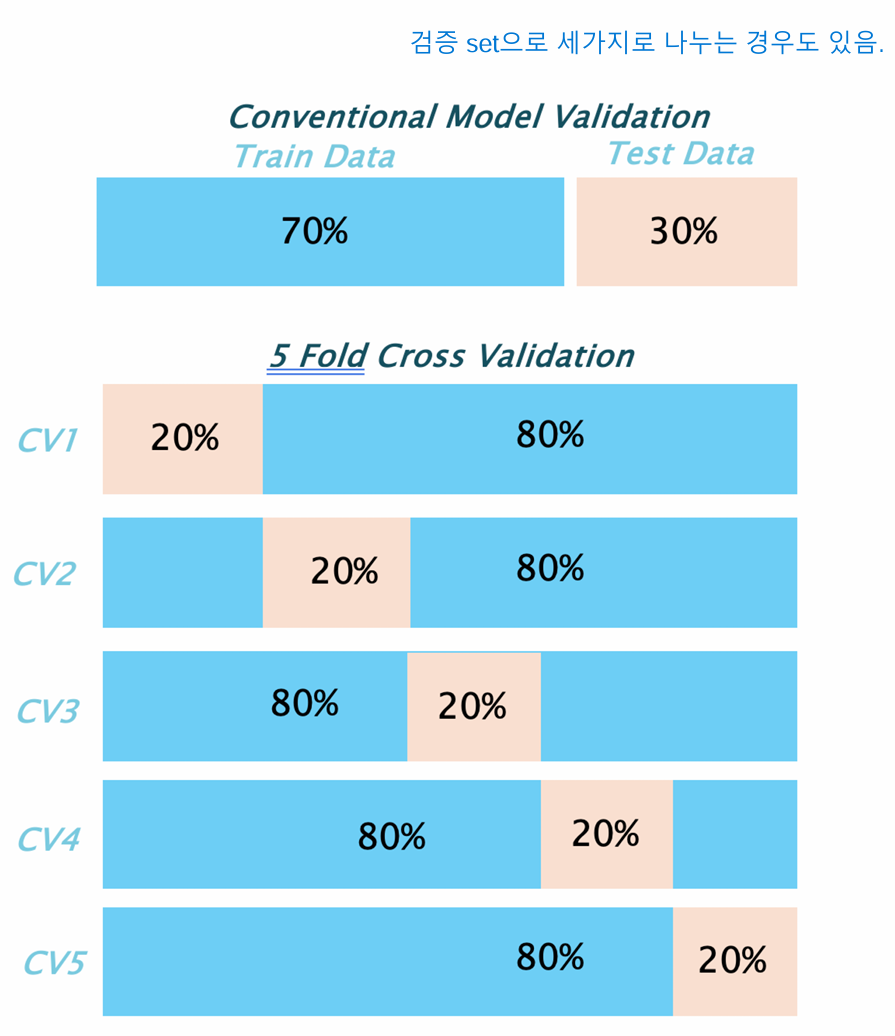 검증 set으로 세가지로 나누는 경우도 있음.
Conventional Model Validation
Train Data Test Data
70% 30%
5 Fold Cross Validation
CV1 20% 80%
CV2 20% 80%
CV3 80% 20%
CV4 80% 20%
CV5 80% 20%